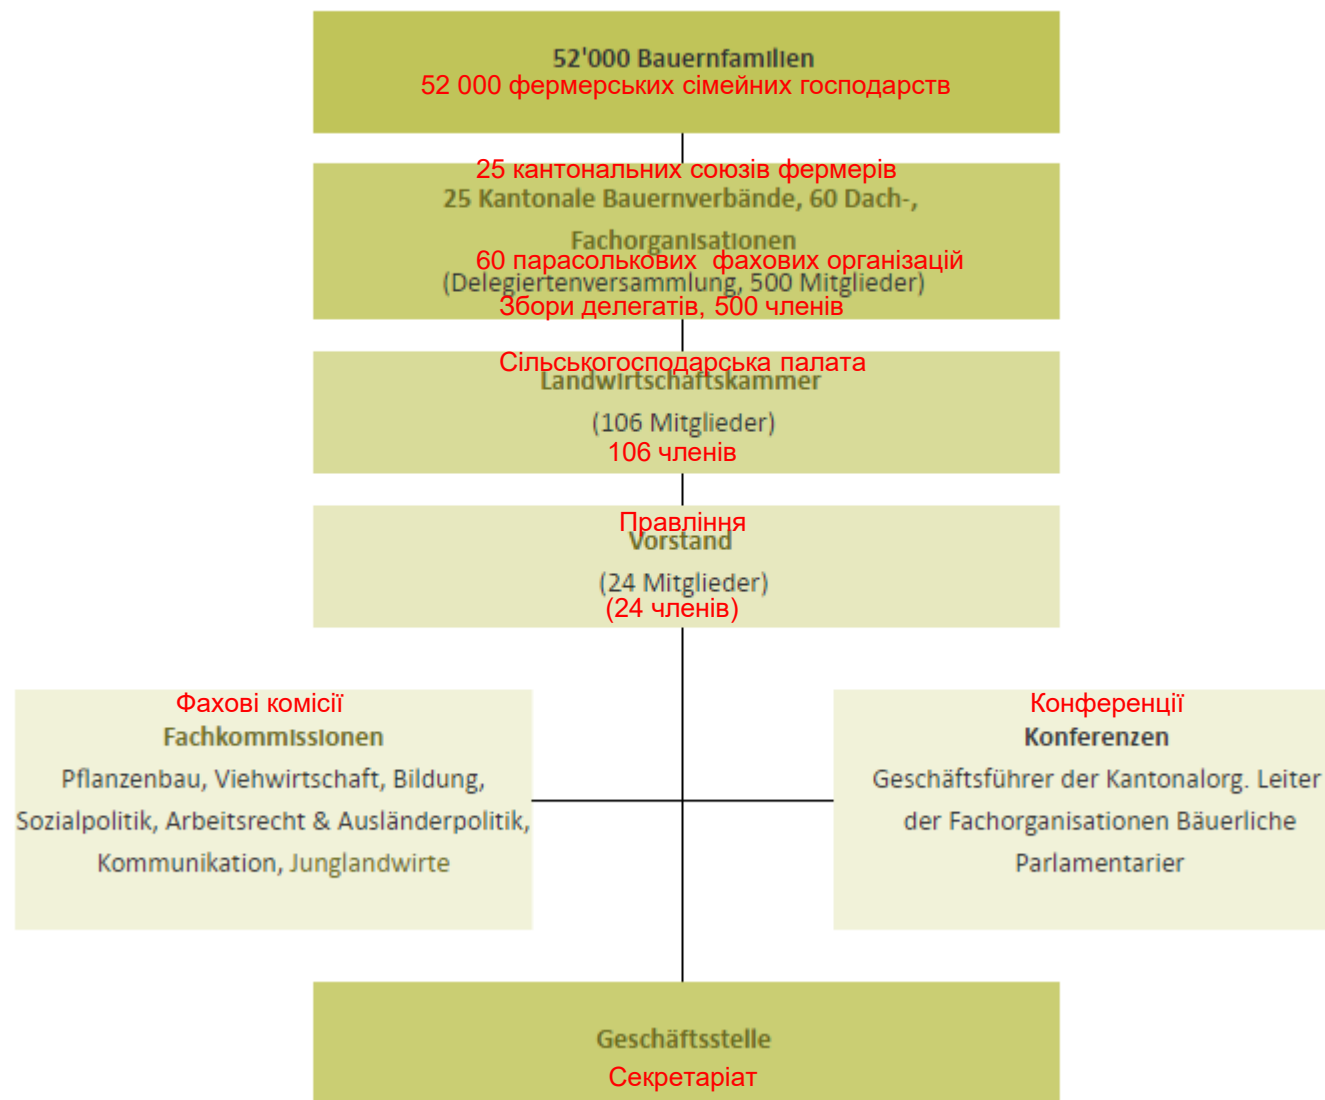 52'000 Bauernfamilien
52 000 фермерських сімейних господарств
25 кантональних союзів фермерів
25 Kantonale Bauernverbände, 60 Dach-,
Fachorganisationen
60 парасолькових фахових організацій
(Delegiertenversammlung, 500 Mitglieder)
Збори делегатів, 500 членів
Сільськогосподарська палата
Landwirtschaftskammer
(106 Mitglieder)
106 членів
Правління
Vorstand
(24 Mitglieder)
(24 членів)
Фахові комісії
Fachkommissionen
Pflanzenbau, Viehwirtschaft, Bildung,
Sozialpolitik, Arbeitsrecht & Ausländerpolitik,
Kommunikation, Junglandwirte
Конференції
Konferenzen
Geschäftsführer der Kantonalorg. Leiter
der Fachorganisationen Bäuerliche
Parlamentarier
Geschäftsstelle
Секретаріат